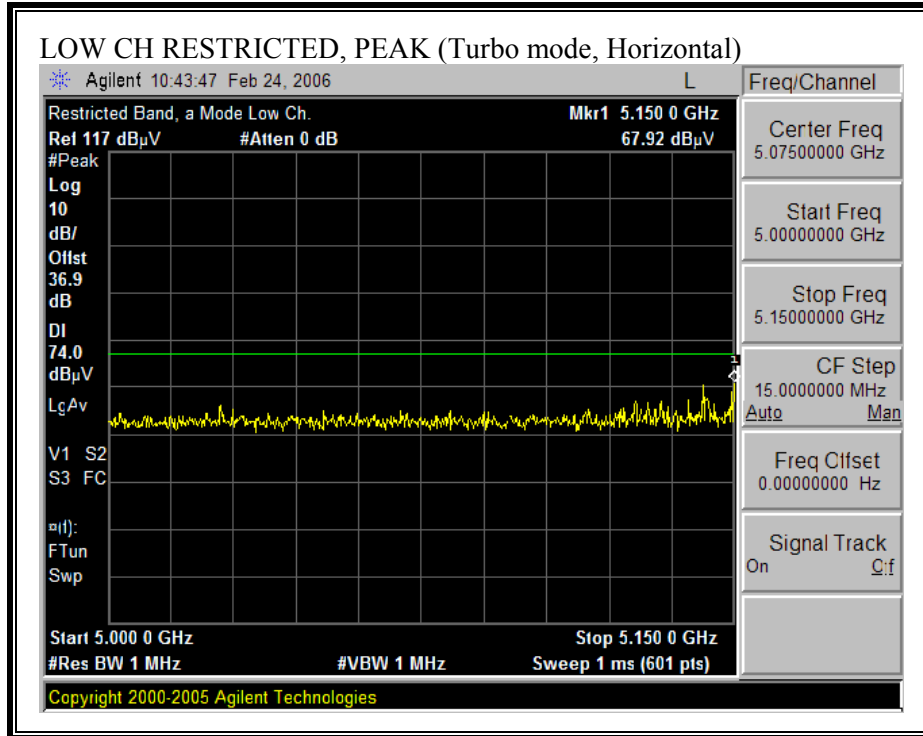 LOW CH RESTRICTED, PEAK (Turbo mode, Horizontal)
Agilent 10:43:47 Feb 24, 2006 L
Freq/Channel
Restricted Band, a Mode Low Ch. Mkr1 5.150 0 GHz
Ref 117 dBµV #Atten 0 dB 67.92 dBµV
#Peak
Log
10
dB/
Offst
36.9
dB
DI
74.0
dBµV
LgAv
V1 S2
S3 FC
¤(f):
FTun
Swp
1
Start 5.000 0 GHz Stop 5.150 0 GHz
#Res BW 1 MHz #VBW 1 MHz Sweep 1 ms (601 pts)
Center Freq
5.07500000 GHz
Start Freq
5.00000000 GHz
Stop Freq
5.15000000 GHz
CF Step
15.0000000 MHz
Auto Man
Freq Offset
0.00000000 Hz
Signal Track
On Off
Copyright 2000-2005 Agilent Technologies